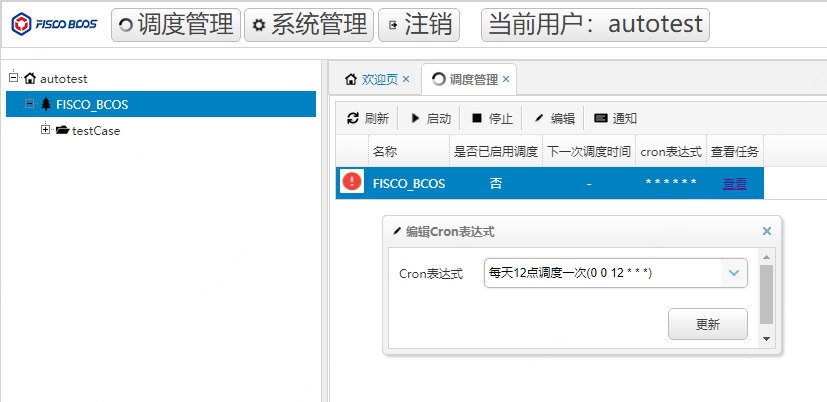 FISCO BCOS 调度管理 系统管理 注销 当前用户：autotest
autotest
FISCO_BCOS
testCase
欢迎页 × 调度管理 ×
刷新 启动 停止 编辑 通知
名称 是否已启用调度 下一次调度时间 cron表达式 查看任务
FISCO_BCOS 否 - * * * * * * 查看
编辑Cron表达式
Cron表达式 每天12点调度一次(0 0 12 * * *)
更新